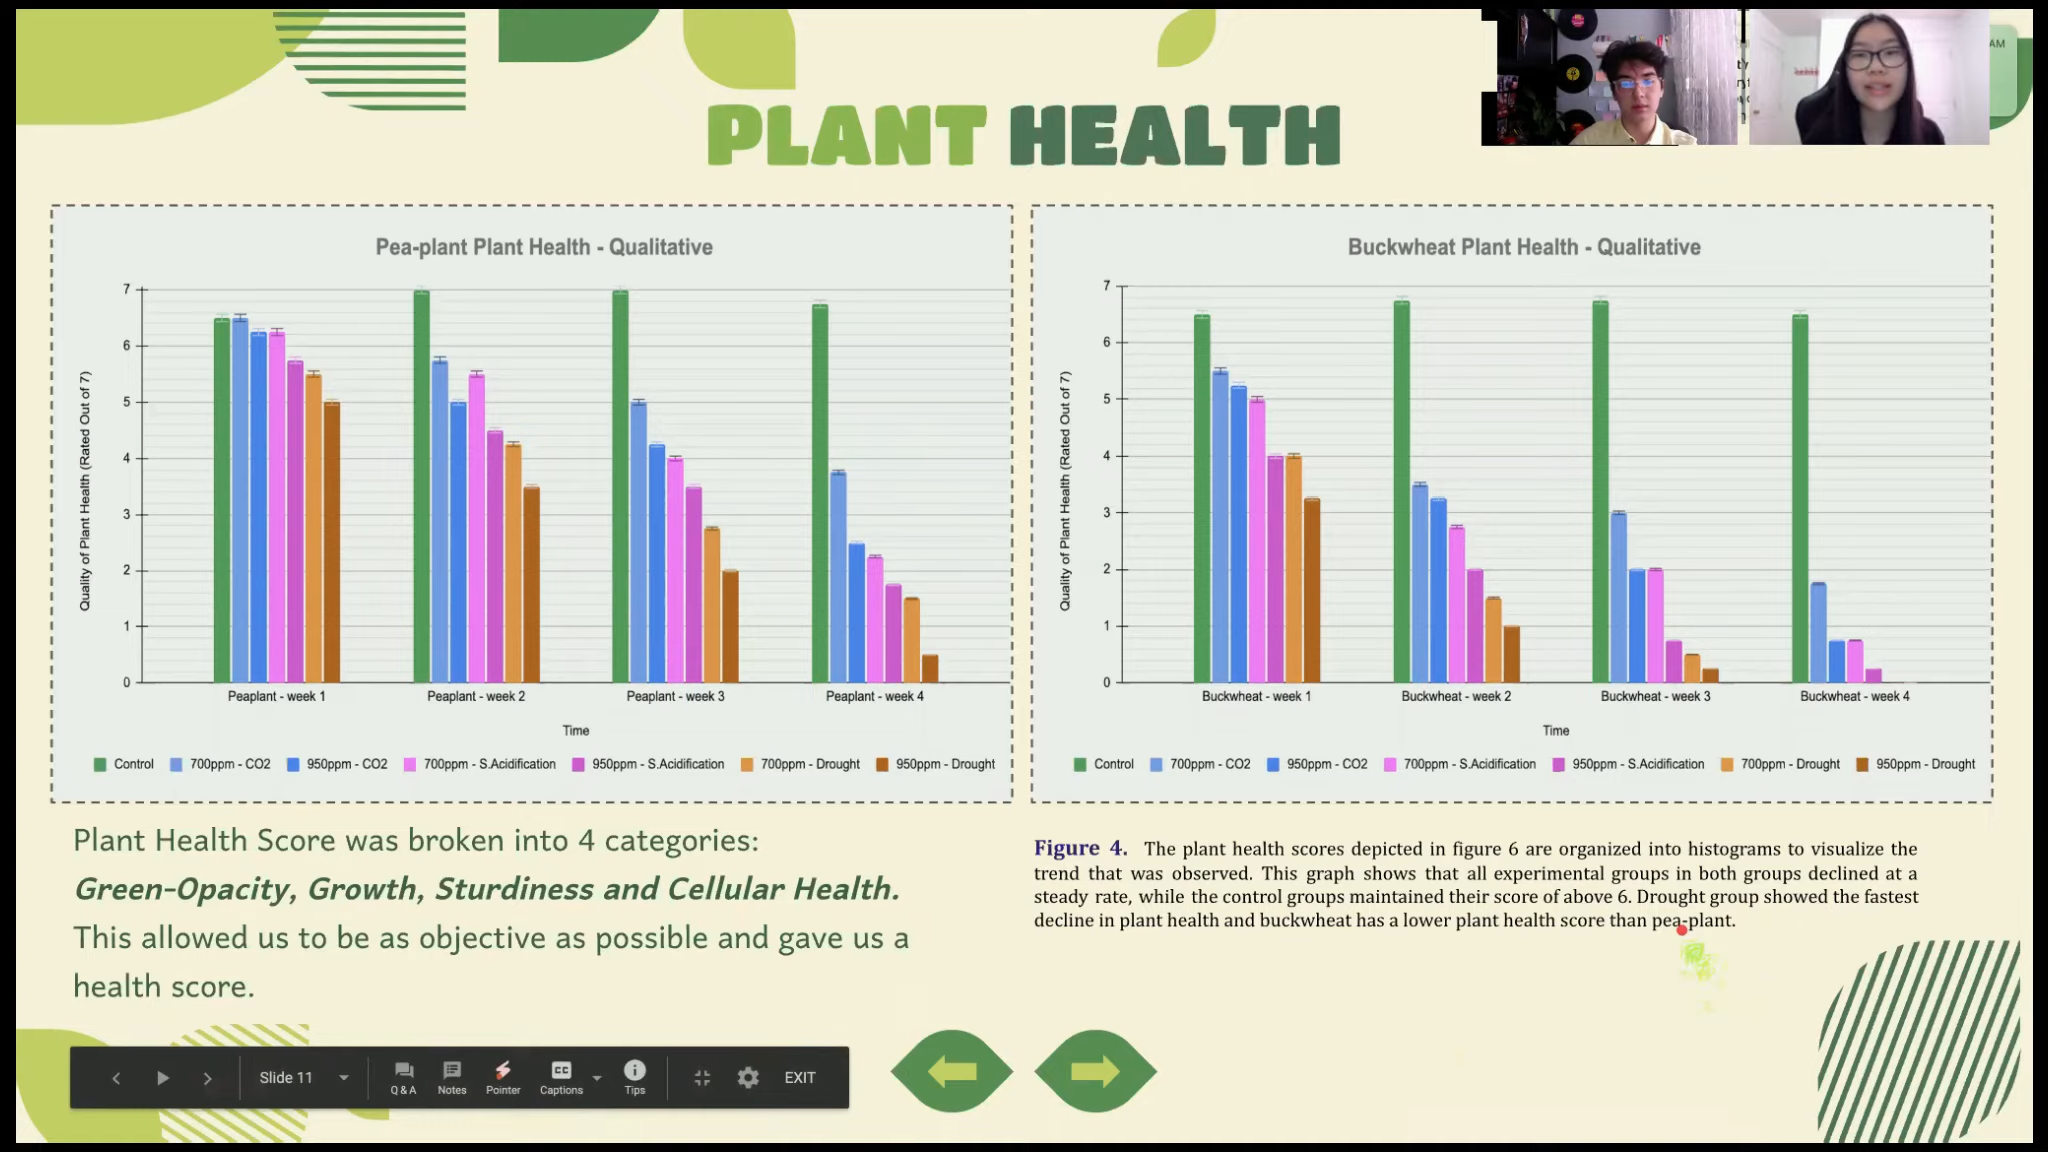 AM
PLANT HEALTH
Pea-plant Plant Health - Qualitative
Quality of Plant Health (Rated Out of 7)
7
6
5
4
3
2
1
0
Peaplant - week 1
Peaplant - week 2
Peaplant - week 3
Peaplant - week 4
Time
Control
700ppm - CO2
950ppm - CO2
700ppm - S.Acidification
950ppm - S.Acidification
700ppm - Drought
950ppm - Drought
Buckwheat Plant Health - Qualitative
Quality of Plant Health (Rated Out of 7)
7
6
5
4
3
2
1
0
Buckwheat - week 1
Buckwheat - week 2
Buckwheat - week 3
Buckwheat - week 4
Time
Control
700ppm - CO2
950ppm - CO2
700ppm - S.Acidification
950ppm - S.Acidification
700ppm - Drought
950ppm - Drought
Plant Health Score was broken into 4 categories:
Green-Opacity, Growth, Sturdiness and Cellular Health.
This allowed us to be as objective as possible and gave us a
health score.
Figure 4. The plant health scores depicted in figure 6 are organized into histograms to visualize the
trend that was observed. This graph shows that all experimental groups in both groups declined at a
steady rate, while the control groups maintained their score of above 6. Drought group showed the fastest
decline in plant health and buckwheat has a lower plant health score than pea-plant.
Slide 11
Q & A
Notes
Pointer
CC
Captions
Tips
EXIT